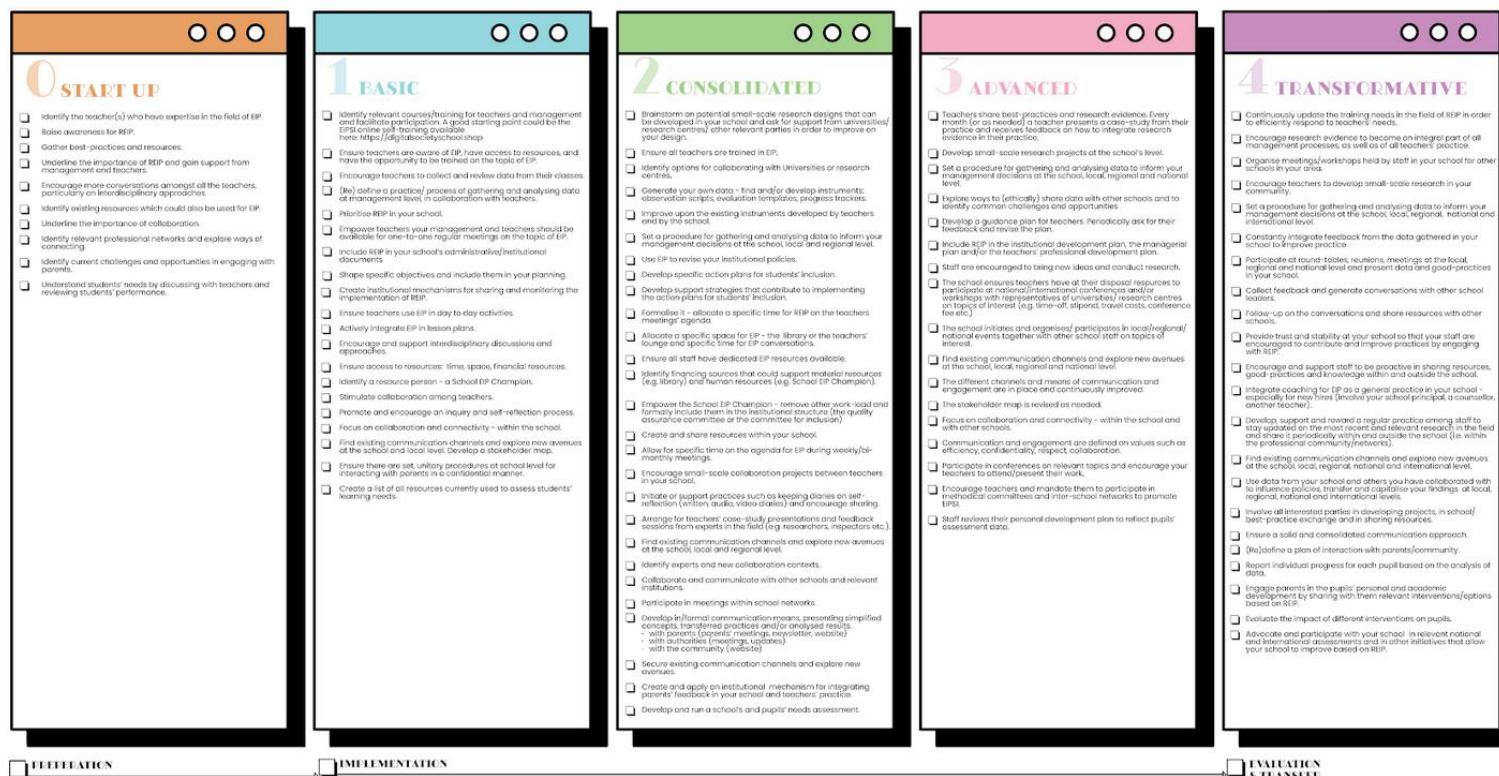 0 START UP
Identify the teacher(s) who have expertise in the field of EIP.
Raise awareness for REIP.
Gather best-practices and resources.
Underline the importance of REIP and gain support from
management and teachers.
Encourage more conversations amongst all the teachers,
particularly on interdisciplinary approaches.
Identify existing resources which could also be used for EIP.
Underline the importance of collaboration.
Identify relevant professional networks and explore ways of
connecting.
Identify current challenges and opportunities in engaging with
parents.
Understand students' needs by discussing with teachers and
reviewing students' performance.
1 BASIC
Identify relevant courses/training for teachers and management
and facilitate participation. A good starting point could be the
EIPSI online self-training available
here: https://digitalsocietyschool.shop
Ensure teachers are aware of EIP, have access to resources, and
have the opportunity to be trained on the topic of EIP.
Encourage teachers to collect and review data from their classes.
(Re) define a practice/ process of gathering and analysing data
at management level, in collaboration with teachers.
Prioritise REIP in your school.
Empower teachers your management and teachers should be
available for one-to-one regular meetings on the topic of EIP.
Include REIP in your school's administrative/institutional
documents
Shape specific objectives and include them in your planning.
Create institutional mechanisms for sharing and monitoring the
implementation of REIP.
Ensure teachers use EIP in day to day activities.
Actively integrate EIP in lesson plans.
Encourage and support interdisciplinary discussions and
approaches.
Ensure access to resources: time, space, financial resources.
Identify a resource person - a School EIP Champion.
Stimulate collaboration among teachers.
Promote and encourage an inquiry and self-reflection process.
Focus on collaboration and connectivity - within the school.
Find existing communication channels and explore new avenues
at the school and local level. Develop a stakeholder map.
Ensure there are set, unitary procedures at school level for
interacting with parents in a confidential manner.
Create a list of all resources currently used to assess students'
learning needs.
2 CONSOLIDATED
Brainstorm on potential small-scale research designs that can
be developed in your school and ask for support from universities/
research centres/ other relevant parties in order to improve on
your design.
Ensure all teachers are trained in EIP.
Identify options for collaborating with Universities or research
centres.
Generate your own data - find and/or develop instruments:
observation scripts, evaluation templates, progress trackers.
Improve upon the existing instruments developed by teachers
and by the school.
Set a procedure for gathering and analysing data to inform your
management decisions at the school, local and regional level.
Use EIP to revise your institutional policies.
Develop specific action plans for students' inclusion.
Develop support strategies that contribute to implementing
the action plans for students' inclusion.
Formalise it - allocate a specific time for REIP on the teachers
meetings' agenda.
Allocate a specific space for EIP - the library or the teachers'
lounge and specific time for EIP conversations.
Ensure all staff have dedicated EIP resources available.
Identify financing sources that could support material resources
(e.g. library) and human resources (e.g. School EIP Champion).
Empower the School EIP Champion - remove other work-load and
formally include them in the institutional structure (the quality
assurance committee or the committee for inclusion)
Create and share resources within your school.
Allow for specific time on the agenda for EIP during weekly/bi-
monthly meetings.
Encourage small-scale collaboration projects between teachers
in your school.
Initiate or support practices such as keeping diaries on self-
reflection (written, audio, video diaries) and encourage sharing.
Arrange for teachers' case-study presentations and feedback
sessions from experts in the field (e.g. researchers, inspectors etc.).
Find existing communication channels and explore new avenues
at the school, local and regional level.
Identify experts and new collaboration contexts.
Collaborate and communicate with other schools and relevant
institutions.
Participate in meetings within school networks.
Develop in/formal communication means, presenting simplified
concepts, transferred practices and/or analysed results.
- with parents (parents' meetings, newsletter, website)
- with authorities (meetings, updates)
- with the community (website)
Secure existing communication channels and explore new
avenues.
Create and apply an institutional mechanism for integrating
parents' feedback in your school and teachers' practice.
Develop and run a school's and pupils' needs assessment.
3 ADVANCED
Teachers share best-practices and research evidence. Every
month (or as needed) a teacher presents a case-study from their
practice and receives feedback on how to integrate research
evidence in their practice.
Develop small-scale research projects at the school's level.
Set a procedure for gathering and analysing data to inform your
management decisions at the school, local, regional and national
level.
Explore ways to (ethically) share data with other schools and to
identify common challenges and opportunities
Develop a guidance plan for teachers. Periodically ask for their
feedback and revise the plan.
Include REIP in the institutional development plan, the managerial
plan and/or the teachers' professional development plan.
Staff are encouraged to bring new ideas and conduct research.
The school ensures teachers have at their disposal resources to
participate at national/international conferences and/or
workshops with representatives of universities/ research centres
on topics of interest (e.g. time-off, stipend, travel costs, conference
fee etc.)
The school initiates and organises/ participates in local/regional/
national events together with other school staff on topics of
interest.
Find existing communication channels and explore new avenues
at the school, local, regional and national level.
The different channels and means of communication and
engagement are in place and continuously improved.
The stakeholder map is revised as needed.
Focus on collaboration and connectivity - within the school and
with other schools.
Communication and engagement are defined on values such as
efficiency, confidentiality, respect, collaboration.
Participate in conferences on relevant topics and encourage your
teachers to attend/present their work.
Encourage teachers and mandate them to participate in
methodical committees and inter-school networks to promote
EIPSI.
Staff reviews their personal development plan to reflect pupils'
assessment data.
4 TRANSFORMATIVE
Continuously update the training needs in the field of REIP in order
to efficiently respond to teachers' needs.
Encourage research evidence to become an integral part of all
management processes, as well as of all teachers' practice.
Organise meetings/workshops held by staff in your school for other
schools in your area.
Encourage teachers to develop small-scale research in your
community.
Set a procedure for gathering and analysing data to inform your
management decisions at the school, local, regional, national and
international level.
Constantly integrate feedback from the data gathered in your
school to improve practice.
Participate at round-tables, reunions, meetings at the local,
regional and national level and present data and good-practices
in your school.
Collect feedback and generate conversations with other school
leaders.
Follow-up on the conversations and share resources with other
schools.
Provide trust and stability at your school so that your staff are
encouraged to contribute and improve practices by engaging
with REIP.
Encourage and support staff to be proactive in sharing resources,
good-practices and knowledge within and outside the school.
Integrate coaching for EIP as a general practice in your school -
especially for new hires (involve your school principal, a counsellor,
another teacher).
Develop, support and reward a regular practice among staff to
stay updated on the most recent and relevant research in the field
and share it periodically within and outside the school (i.e. within
the professional community/networks).
Find existing communication channels and explore new avenues
at the school, local, regional, national and international level.
Use data from your school and others you have collaborated with
to influence policies, transfer and capitalise your findings at local,
regional, national and international levels.
Involve all interested parties in developing projects, in school/
best-practice exchange and in sharing resources.
Ensure a solid and consolidated communication approach.
(Re)define a plan of interaction with parents/community.
Report individual progress for each pupil based on the analysis of
data.
Engage parents in the pupils' personal and academic
development by sharing with them relevant interventions/options
based on REIP.
Evaluate the impact of different interventions on pupils.
Advocate and participate with your school in relevant national
and international assessments and in other initiatives that allow
your school to improve based on REIP.
PREPERATION
IMPLEMENTATION
EVALUATION
& TRANSFER